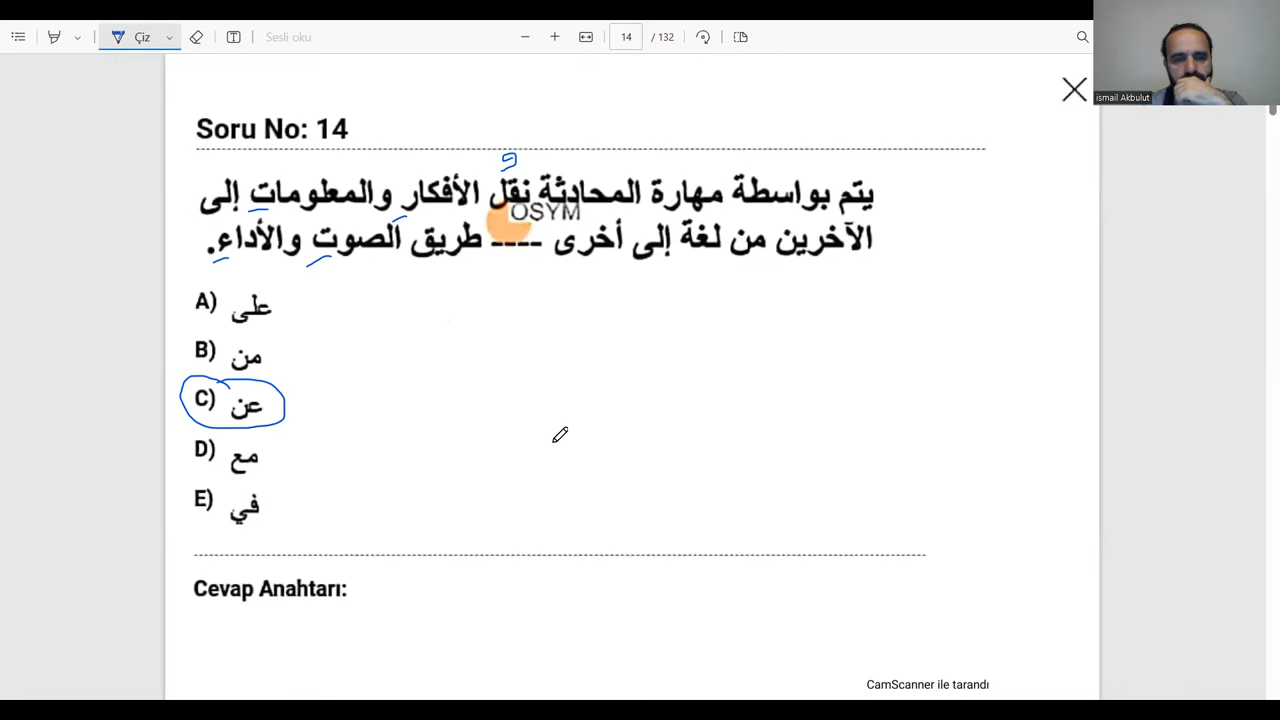 Çiz
Sesli oku
14
/ 132
ismail Akbulut
Soru No: 14
يتم بواسطة مهارة المحادثة نقل الأفكار والمعلومات إلى
OSYM
الآخرين من لغة إلى أخرى ---- طريق الصوت والأداء.
A) على
B) من
C) عن
D) مع
E) في
Cevap Anahtarı:
CamScanner ile tarandı